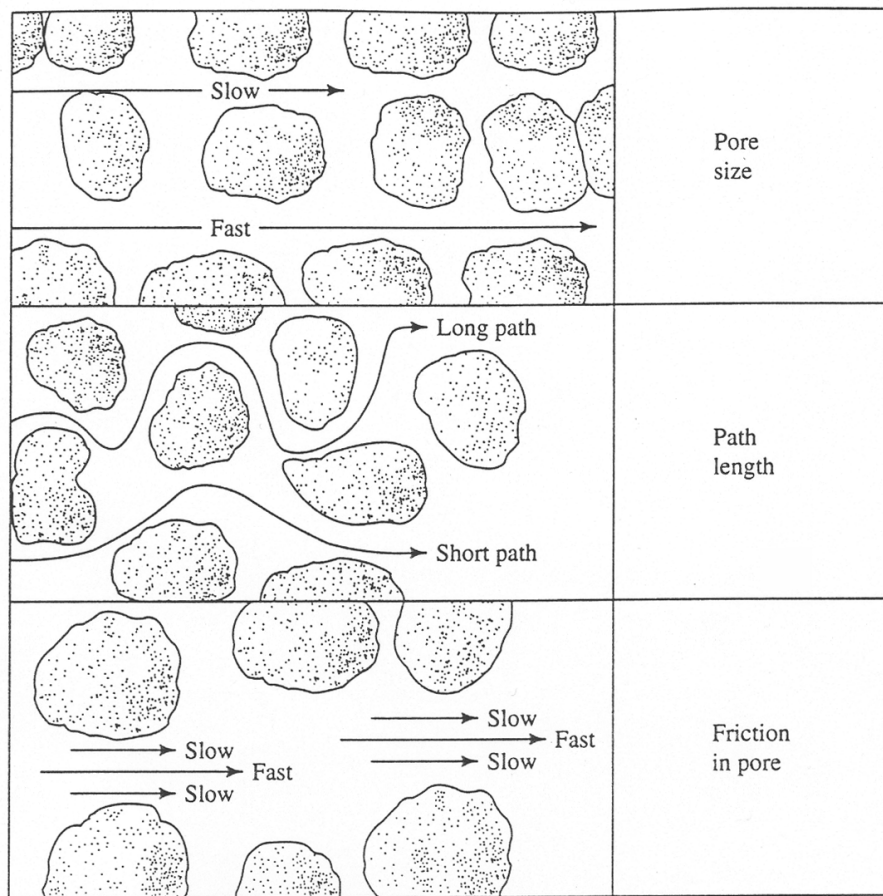 Slow
Fast
Pore
size
Long path
Short path
Path
length
Slow
Fast
Slow
Slow
Fast
Slow
Friction
in pore